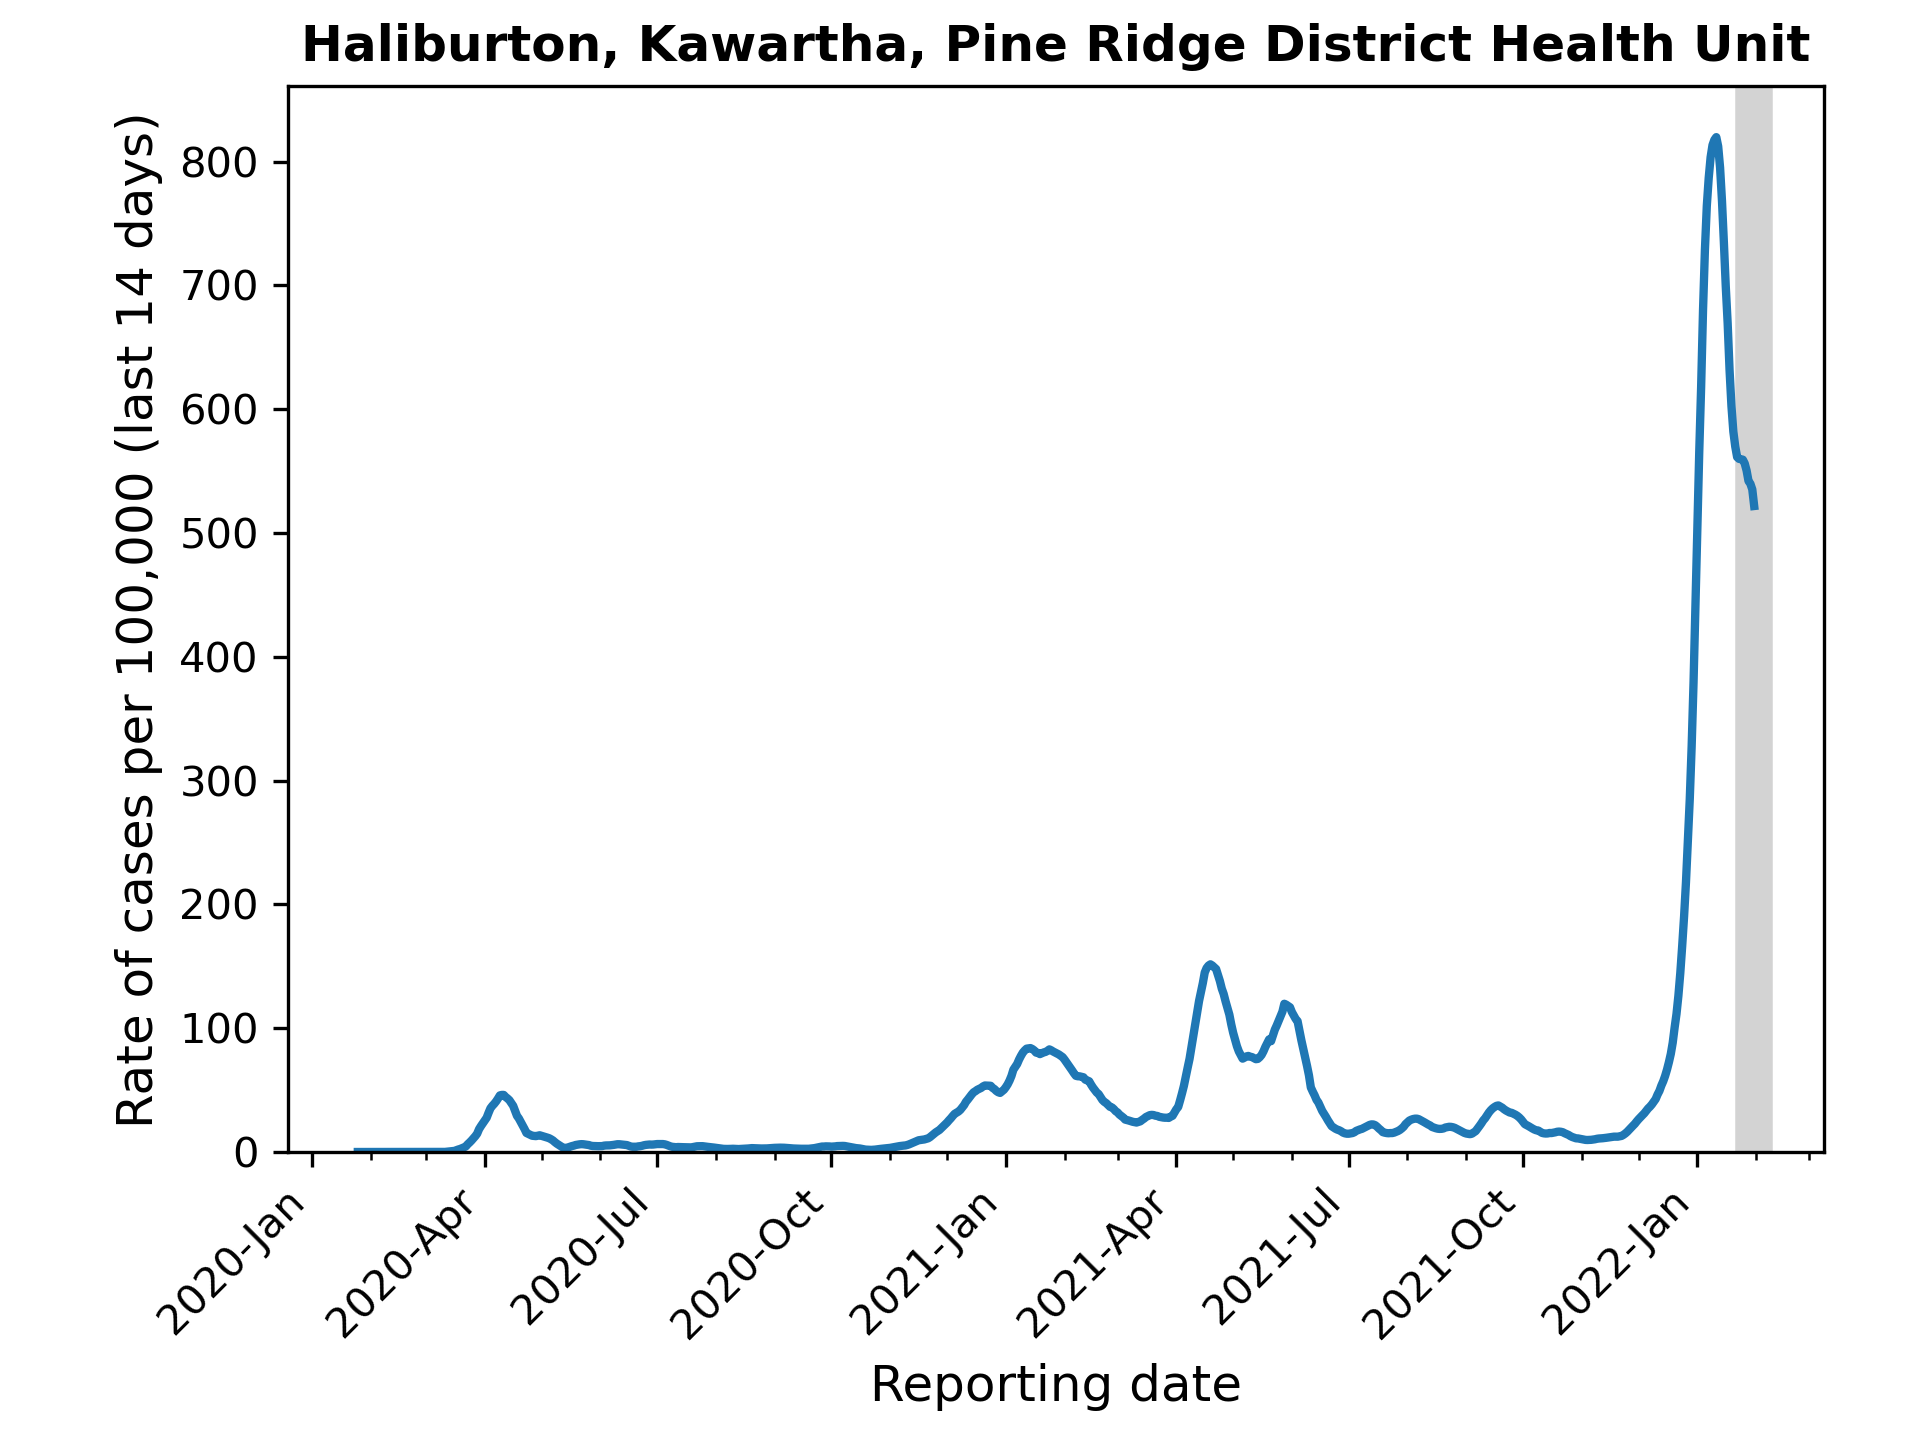 Haliburton, Kawartha, Pine Ridge District Health Unit
Rate of cases per 100,000 (last 14 days)
800
700
600
500
400
300
200
100
0
2020-Jan
2020-Apr
2020-Jul
2020-Oct
2021-Jan
2021-Apr
2021-Jul
2021-Oct
2022-Jan
Reporting date